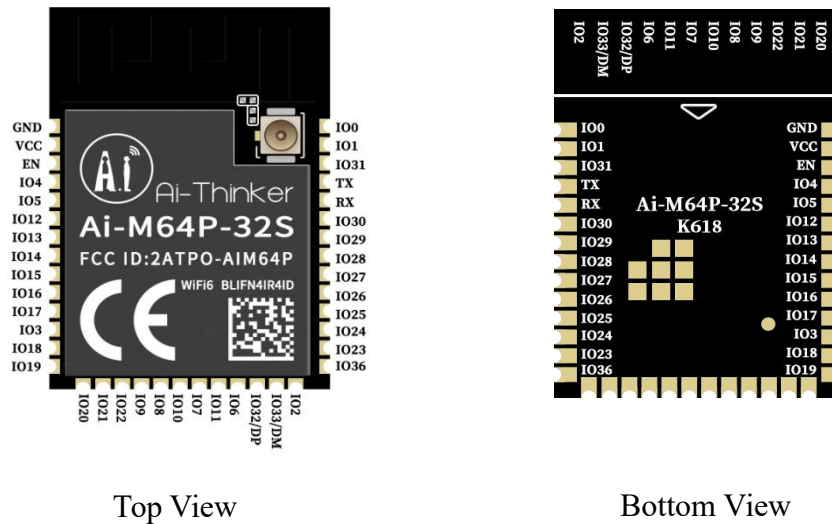 GND
VCC
EN
IO4
IO5
IO12
IO13
IO14
IO15
IO16
IO17
IO3
IO18
IO19
Ai
Ai-Thinker
Ai-M64P-32S
FCC ID:2ATPO-AIM64P
CE
WiFi6 BLIFN4IR4ID
IO0
IO1
IO31
TX
RX
IO30
IO29
IO28
IO27
IO26
IO25
IO24
IO23
IO36
IO20
IO21
IO22
IO9
IO8
IO10
IO7
IO11
IO6
IO32/DP
IO33/DM
IO2
Top View
IO2
IO33/DM
IO32/DP
IO6
IO11
IO7
IO10
IO8
IO9
IO22
IO21
IO20
IO0
IO1
IO31
TX
RX
IO30
IO29
IO28
IO27
IO26
IO25
IO24
IO23
IO36
Ai-M64P-32S
K618
GND
VCC
EN
IO4
IO5
IO12
IO13
IO14
IO15
IO16
IO17
IO3
IO18
IO19
Bottom View